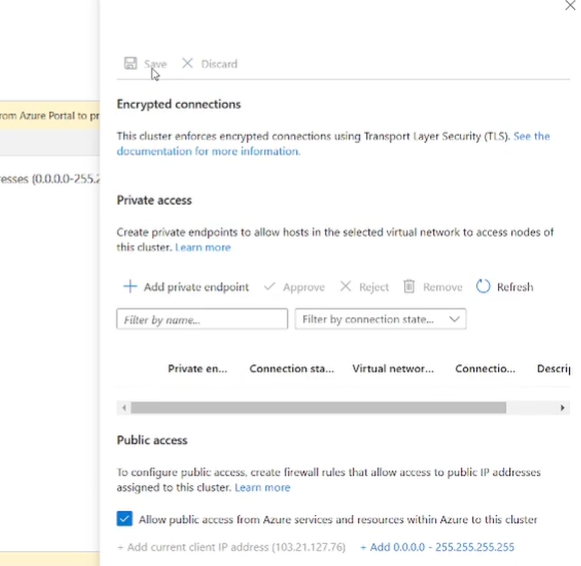 Save Discard
Encrypted connections
rom Azure Portal to pr
This cluster enforces encrypted connections using Transport Layer Security (TLS). See the
documentation for more information.
esses (0.0.0.0-255.2
Private access
Create private endpoints to allow hosts in the selected virtual network to access nodes of
this cluster. Learn more
+ Add private endpoint Approve Reject Remove Refresh
Filter by name... Filter by connection state...
Private en... Connection sta... Virtual networ... Connectio... Descri
Public access
To configure public access, create firewall rules that allow access to public IP addresses
assigned to this cluster. Learn more
Allow public access from Azure services and resources within Azure to this cluster
+ Add current client IP address (103.21.127.76) + Add 0.0.0.0 - 255.255.255.255